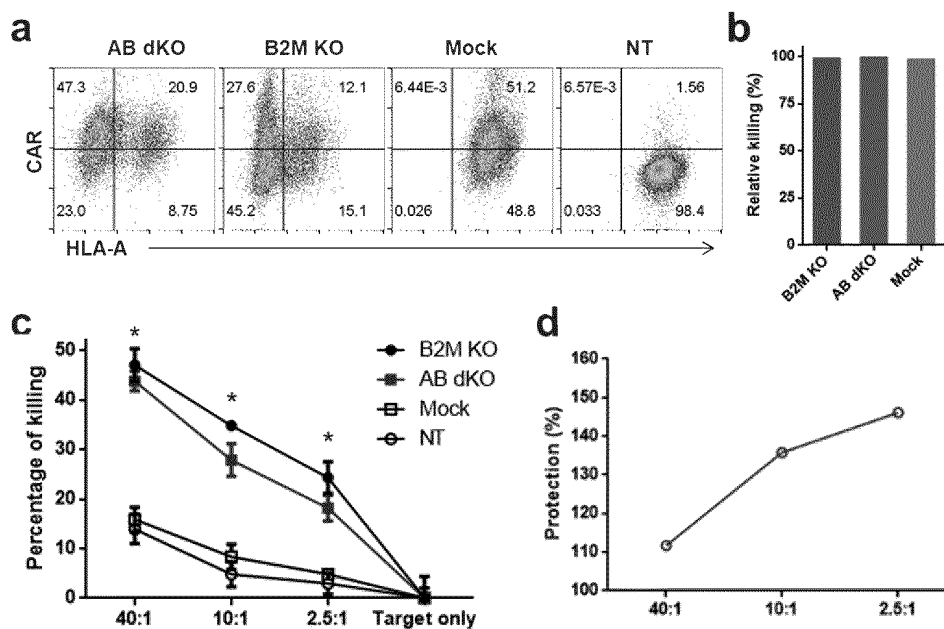 a
AB dKO B2M KO Mock NT
47.3 20.9 27.6 12.1 6.44E-3 51.2 6.57E-3 1.56
CAR
23.0 8.75 45.2 15.1 0.026 48.8 0.033 98.4
HLA-A
b
Relative killing (%)
100
75
50
25
0
B2M KO AB dKO Mock
c
Percentage of killing
50
40
30
20
10
0
* * *
B2M KO
AB dKO
Mock
NT
40:1 10:1 2.5:1 Target only
d
Protection (%)
160
150
140
130
120
110
100
40:1 10:1 2.5:1